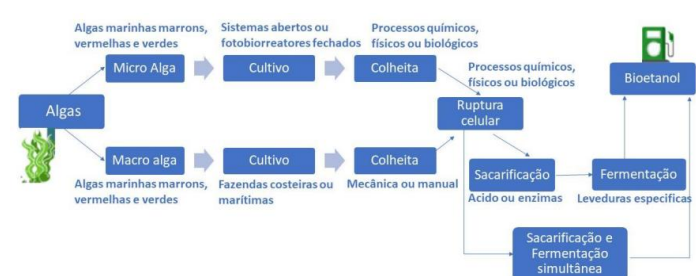 Algas marinhas marrons,
vermelhas e verdes
Sistemas abertos ou
fotobiorreatores fechados
Processos químicos,
físicos ou biológicos
Micro Alga
Cultivo
Colheita
Processos químicos,
físicos ou biológicos
Bioetanol
Algas
Ruptura
celular
Macro alga
Cultivo
Colheita
Algas marinhas marrons,
vermelhas e verdes
Fazendas costeiras ou
marítimas
Mecânica ou manual
Sacarificação
Fermentação
Acido ou enzimas
Leveduras especificas
Sacarificação e
Fermentação
simultânea